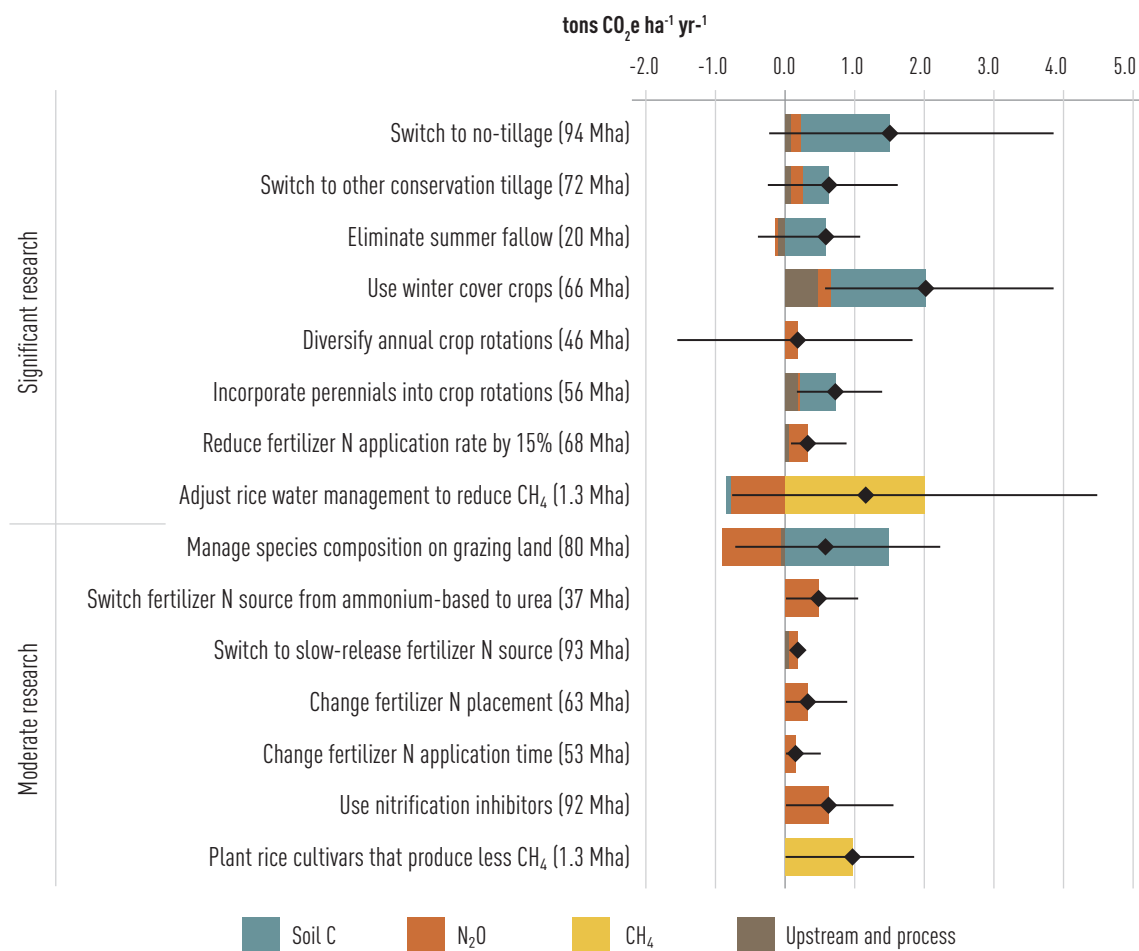 tons CO₂e ha⁻¹ yr-¹
-2.0 -1.0 0.0 1.0 2.0 3.0 4.0 5.0
Significant research
Switch to no-tillage (94 Mha)
Switch to other conservation tillage (72 Mha)
Eliminate summer fallow (20 Mha)
Use winter cover crops (66 Mha)
Diversify annual crop rotations (46 Mha)
Incorporate perennials into crop rotations (56 Mha)
Reduce fertilizer N application rate by 15% (68 Mha)
Adjust rice water management to reduce CH₄ (1.3 Mha)
Moderate research
Manage species composition on grazing land (80 Mha)
Switch fertilizer N source from ammonium-based to urea (37 Mha)
Switch to slow-release fertilizer N source (93 Mha)
Change fertilizer N placement (63 Mha)
Change fertilizer N application time (53 Mha)
Use nitrification inhibitors (92 Mha)
Plant rice cultivars that produce less CH₄ (1.3 Mha)
Soil C N₂O CH₄ Upstream and process